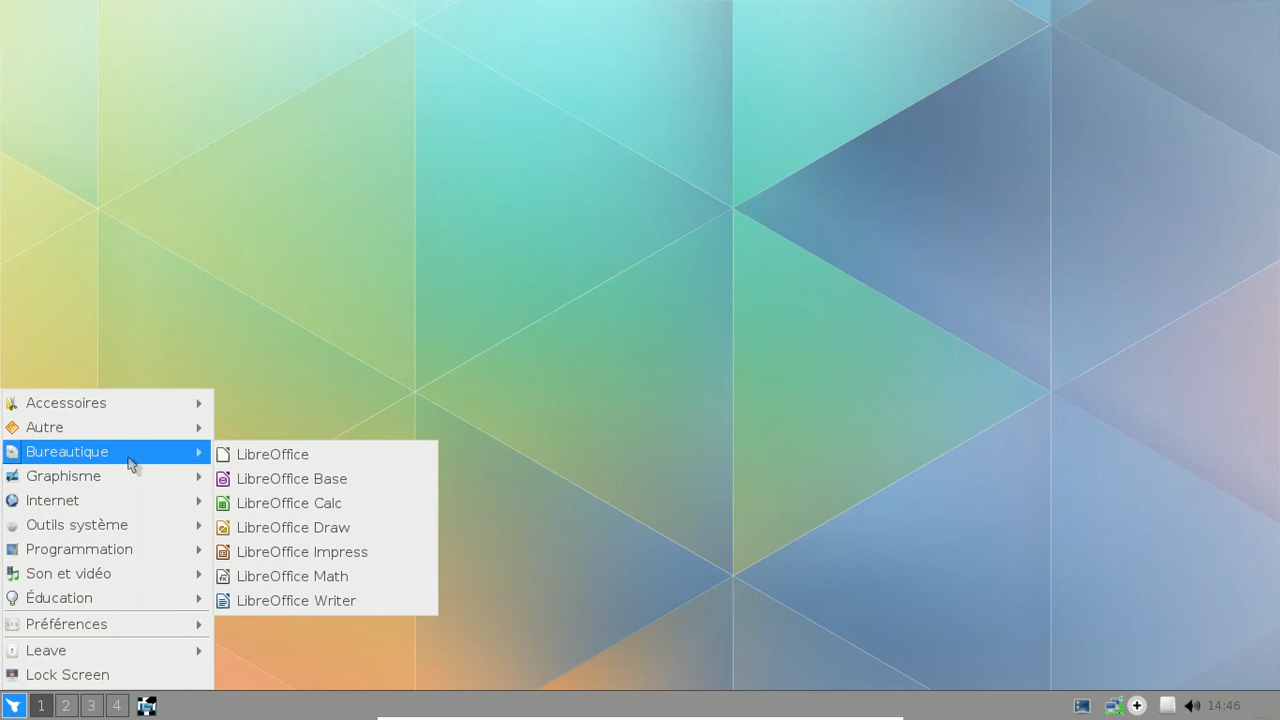 Accessoires
Autre
Bureautique
Graphisme
Internet
Outils système
Programmation
Son et vidéo
Éducation
Préférences
Leave
Lock Screen
LibreOffice
LibreOffice Base
LibreOffice Calc
LibreOffice Draw
LibreOffice Impress
LibreOffice Math
LibreOffice Writer
1 2 3 4 14:46